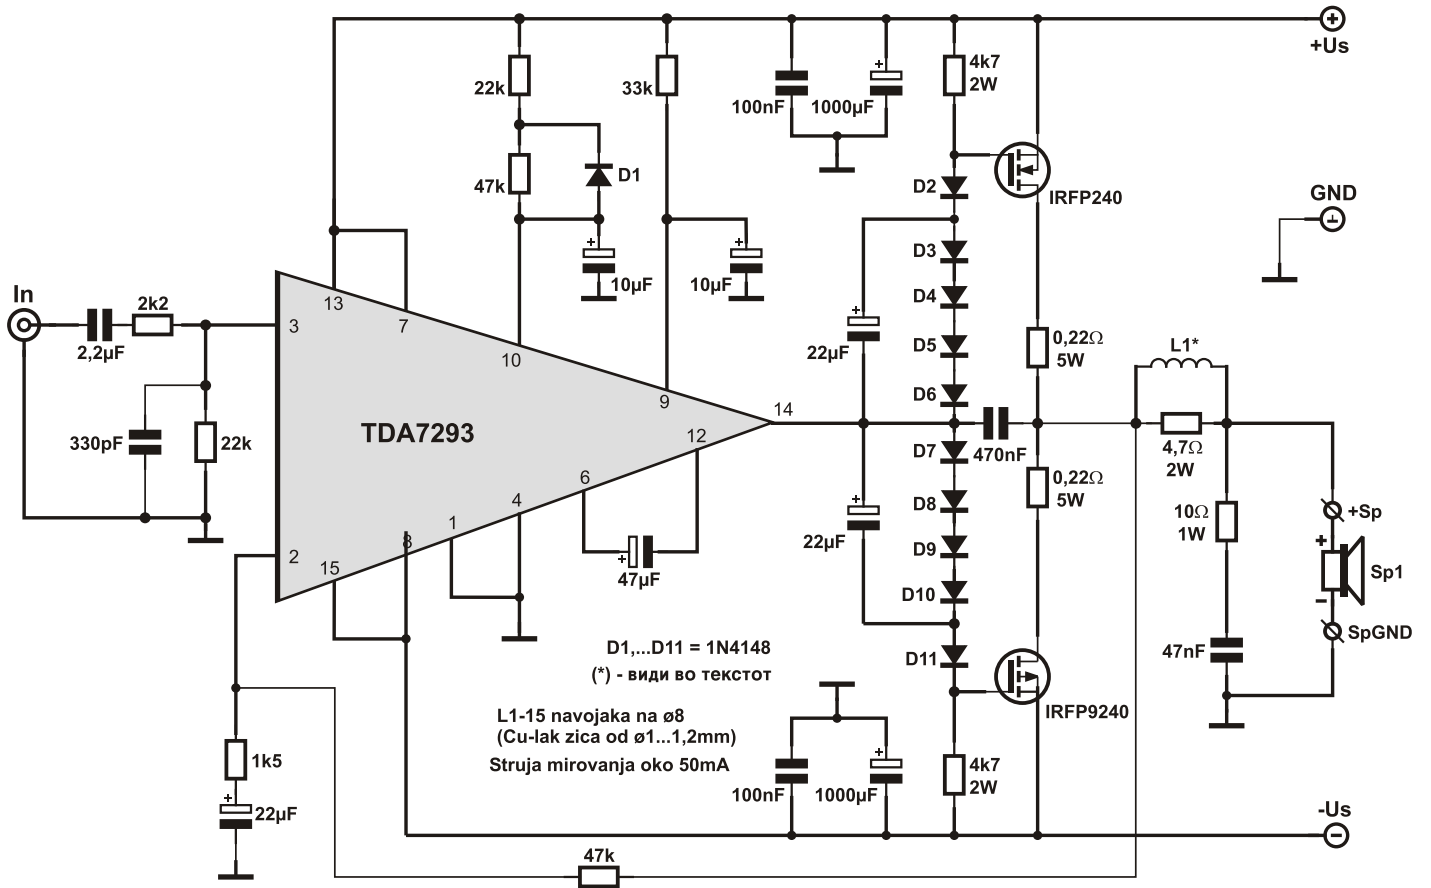 +Us
4k7
2W
22k
33k
100nF
1000µF
47k
D1
D2
IRFP240
GND
D3
10µF
10µF
In
13
D4
2k2
3
7
22µF
D5
0,22Ω
5W
L1*
2,2µF
10
D6
9
14
TDA7293
12
330pF
22k
D7
470nF
4,7Ω
2W
6
0,22Ω
5W
4
D8
10Ω
1W
+Sp
1
8
22µF
D9
+
2
15
47µF
Sp1
D10
–
SpGND
D1,...D11 = 1N4148
(*) - види во текстот
D11
47nF
L1-15 navojaka na ø8
(Cu-lak zica od ø1...1,2mm)
Struja mirovanja oko 50mA
IRFP9240
1k5
100nF
1000µF
4k7
2W
22µF
-Us
47k